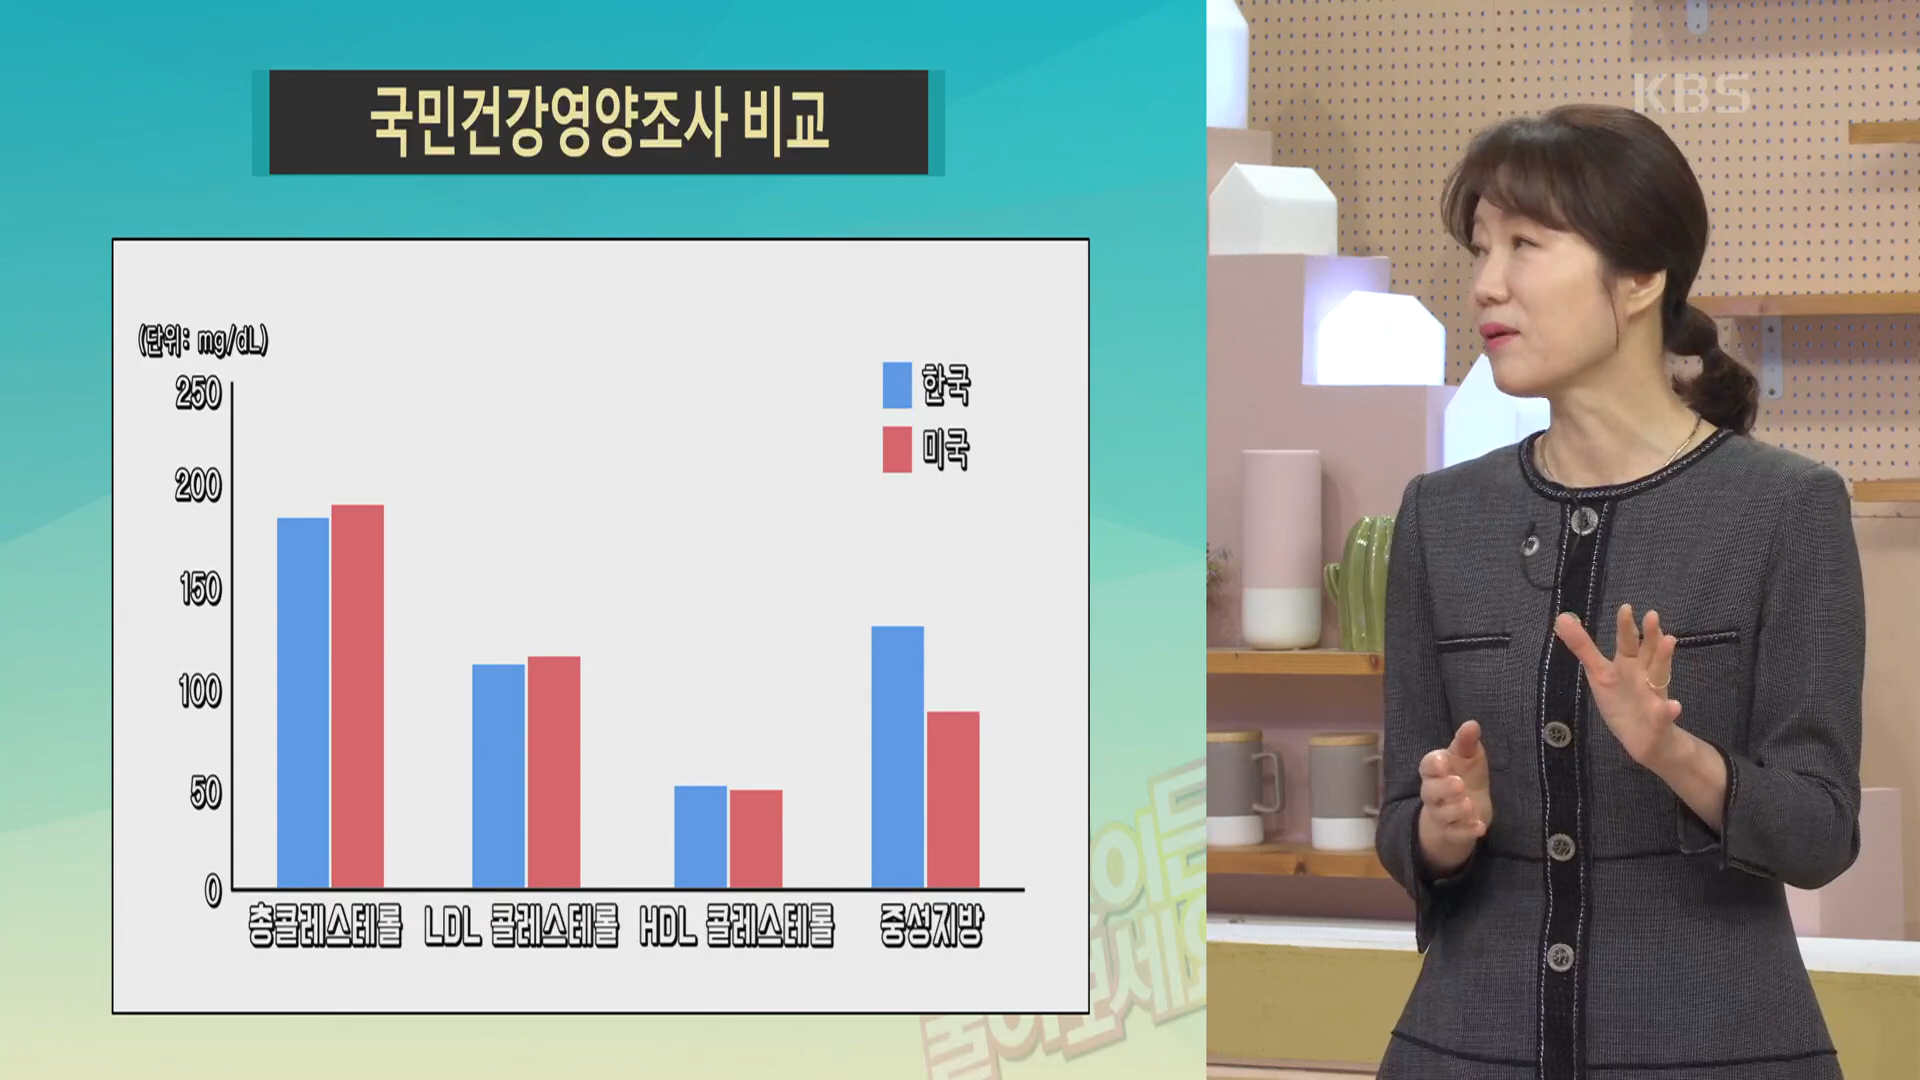 국민건강영양조사 비교
KBS
(단위: mg/dL)
250
200
150
100
50
0
한국
미국
총콜레스테롤
LDL 콜레스테롤
HDL 콜레스테롤
중성지방